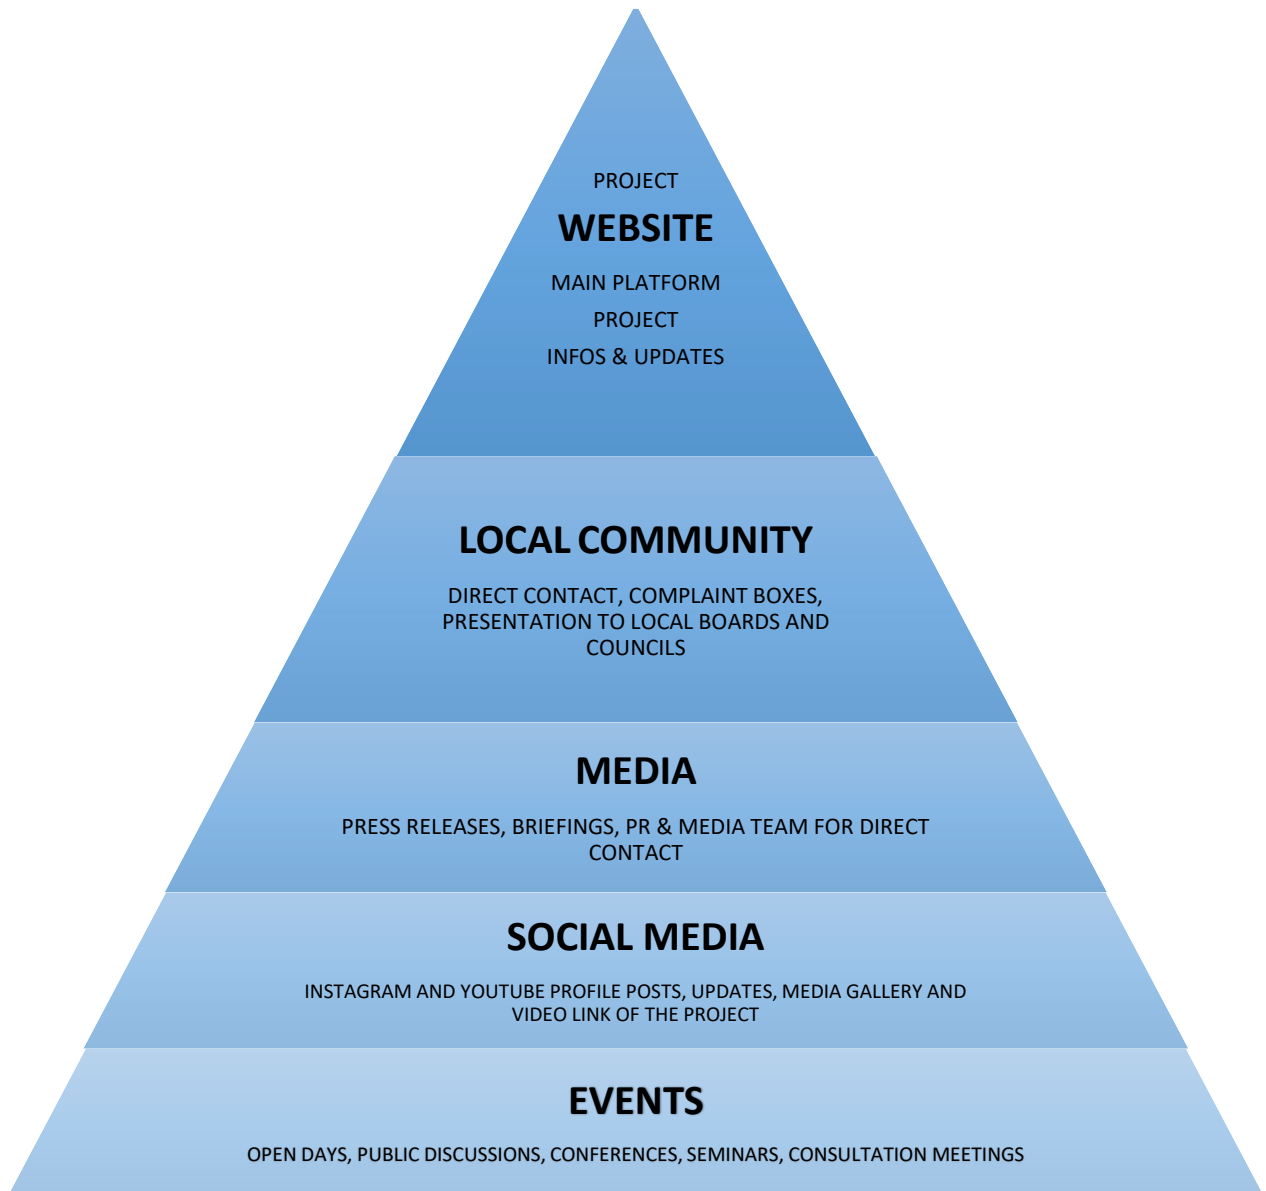 PROJECT
WEBSITE
MAIN PLATFORM
PROJECT
INFOS & UPDATES
LOCAL COMMUNITY
DIRECT CONTACT, COMPLAINT BOXES,
PRESENTATION TO LOCAL BOARDS AND
COUNCILS
MEDIA
PRESS RELEASES, BRIEFINGS, PR & MEDIA TEAM FOR DIRECT
CONTACT
SOCIAL MEDIA
INSTAGRAM AND YOUTUBE PROFILE POSTS, UPDATES, MEDIA GALLERY AND
VIDEO LINK OF THE PROJECT
EVENTS
OPEN DAYS, PUBLIC DISCUSSIONS, CONFERENCES, SEMINARS, CONSULTATION MEETINGS